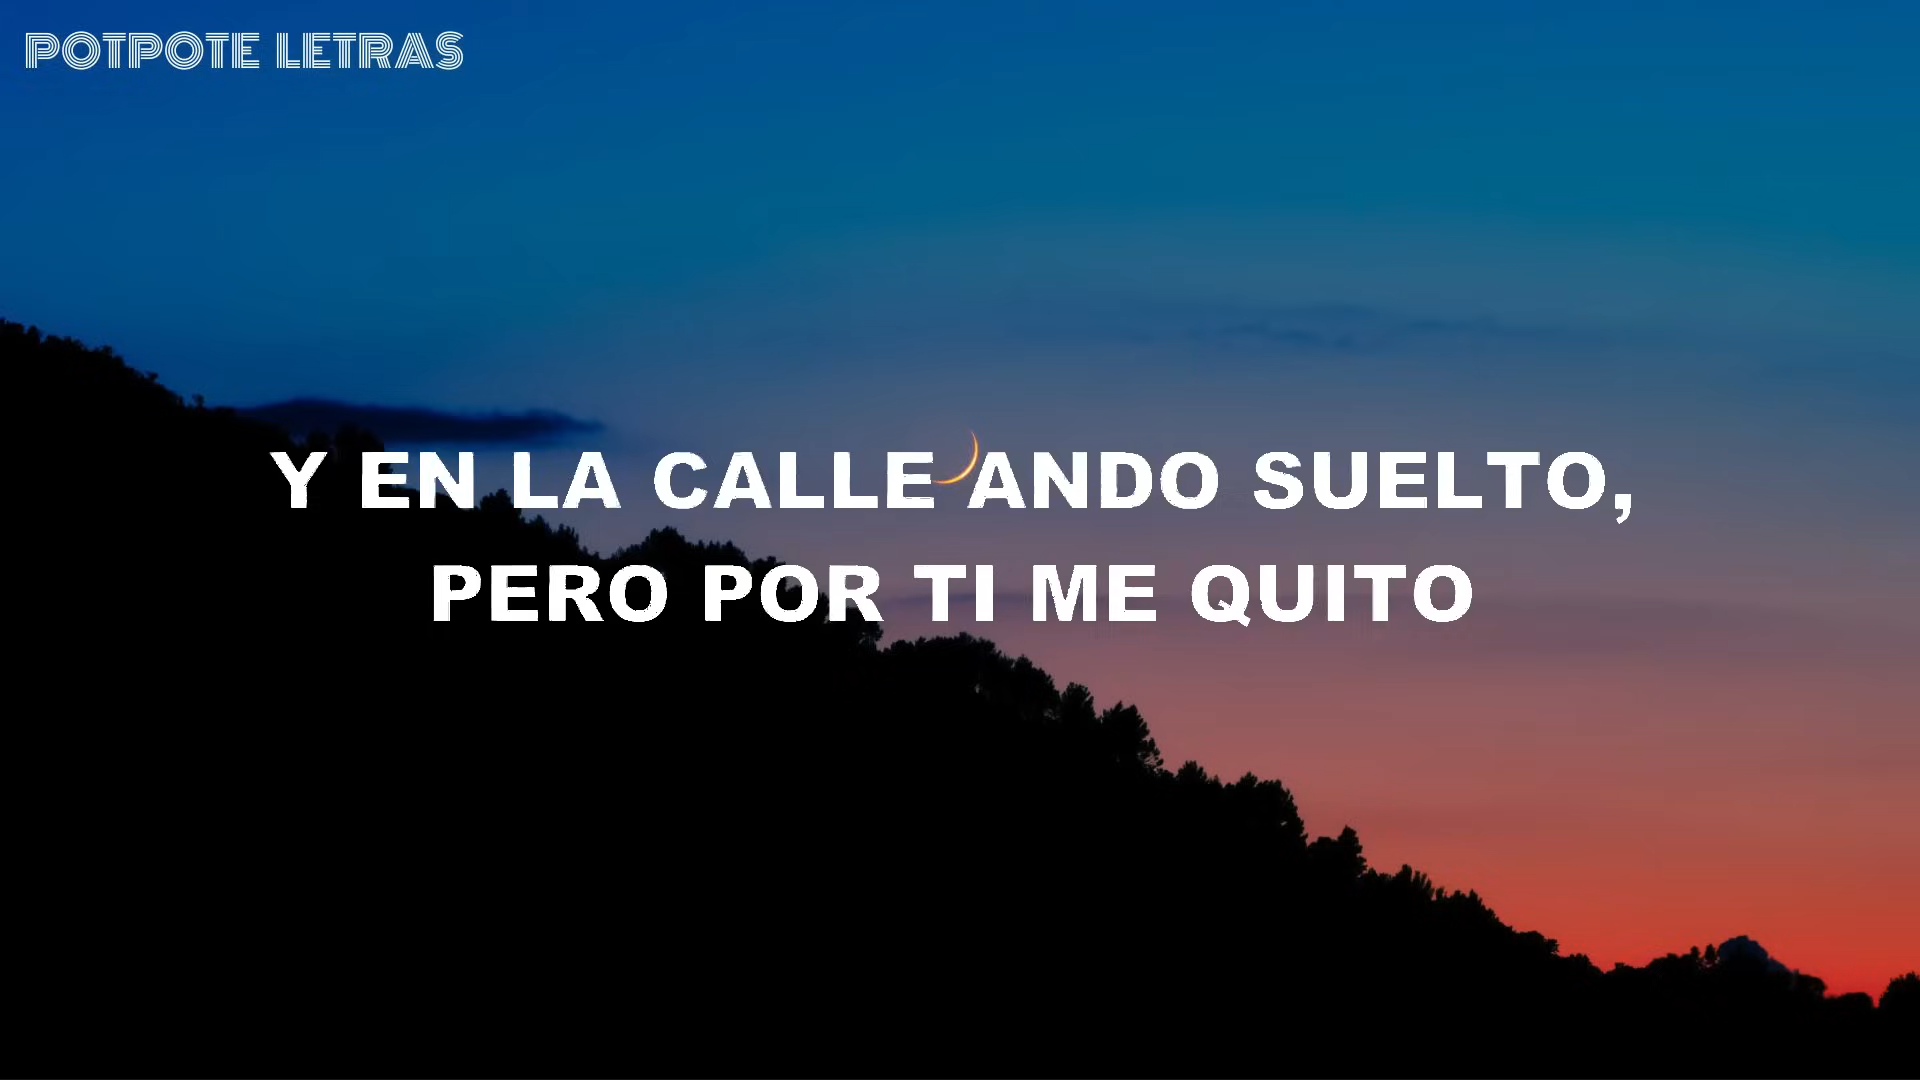 POTPOTE LETRAS
Y EN LA CALLE ANDO SUELTO,
PERO POR TI ME QUITO